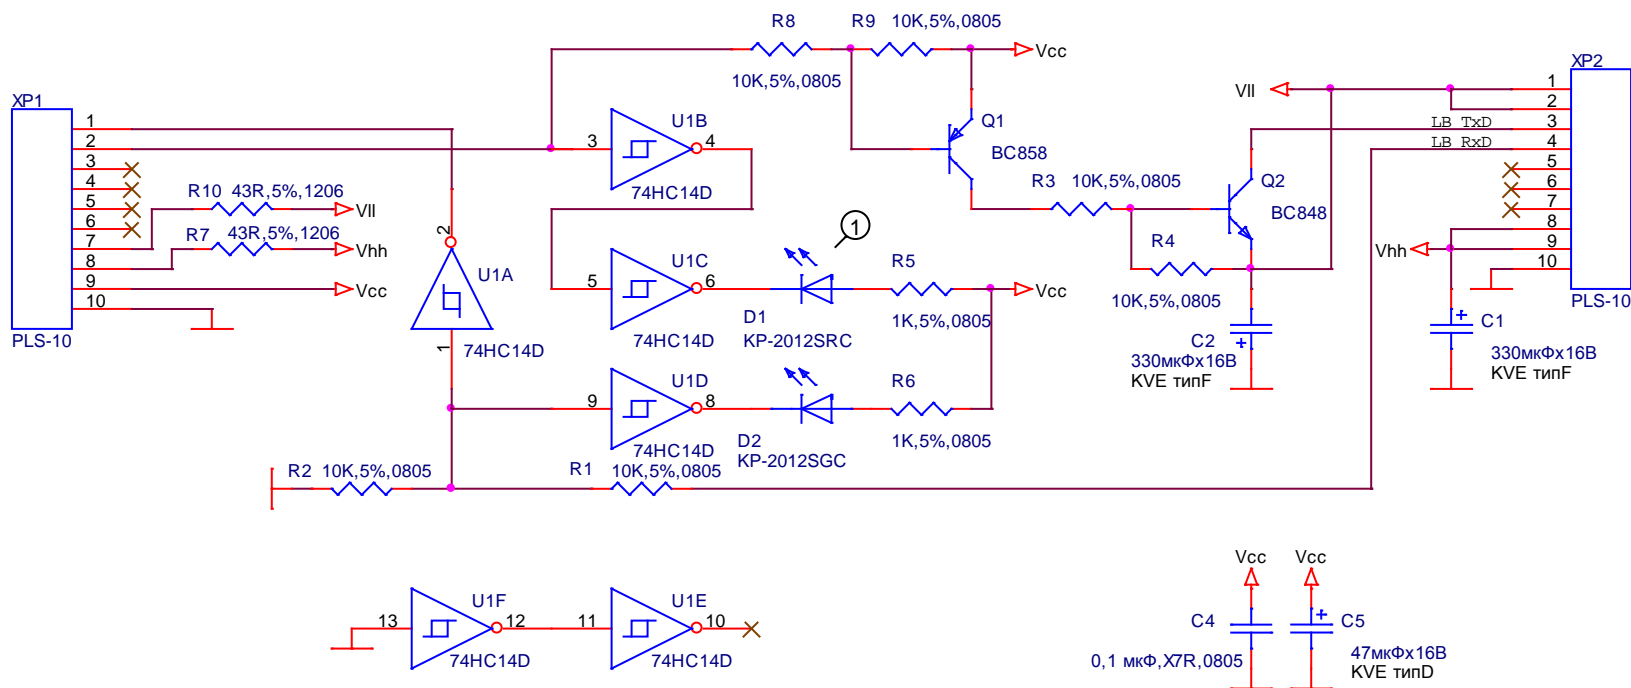 R8 R9 10K,5%,0805
Vcc
10K,5%,0805
XP1
XP2
1
2
3
4
5
6
7
8
9
10
PLS-10
R10 43R,5%,1206
Vll
R7 43R,5%,1206
Vhh
Vcc
2
U1A
1
74HC14D
U1B
3 4
74HC14D
Q1
BC858
R3 10K,5%,0805
Q2
BC848
R4
10K,5%,0805
Vll
LB TxD
LB RxD
1
2
3
4
5
6
7
8
9
10
PLS-10
Vhh
1
U1C
5 6
74HC14D
D1
KP-2012SRC
R5
1K,5%,0805
Vcc
C2
330мкФх16В
KVE типF
C1
330мкФх16В
KVE типF
U1D
9 8
74HC14D
D2
KP-2012SGC
R6
1K,5%,0805
R2 10K,5%,0805
R1 10K,5%,0805
U1F
13 12
74HC14D
U1E
11 10
74HC14D
Vcc Vcc
C4
0,1 мкФ,X7R,0805
C5
47мкФх16В
KVE типD